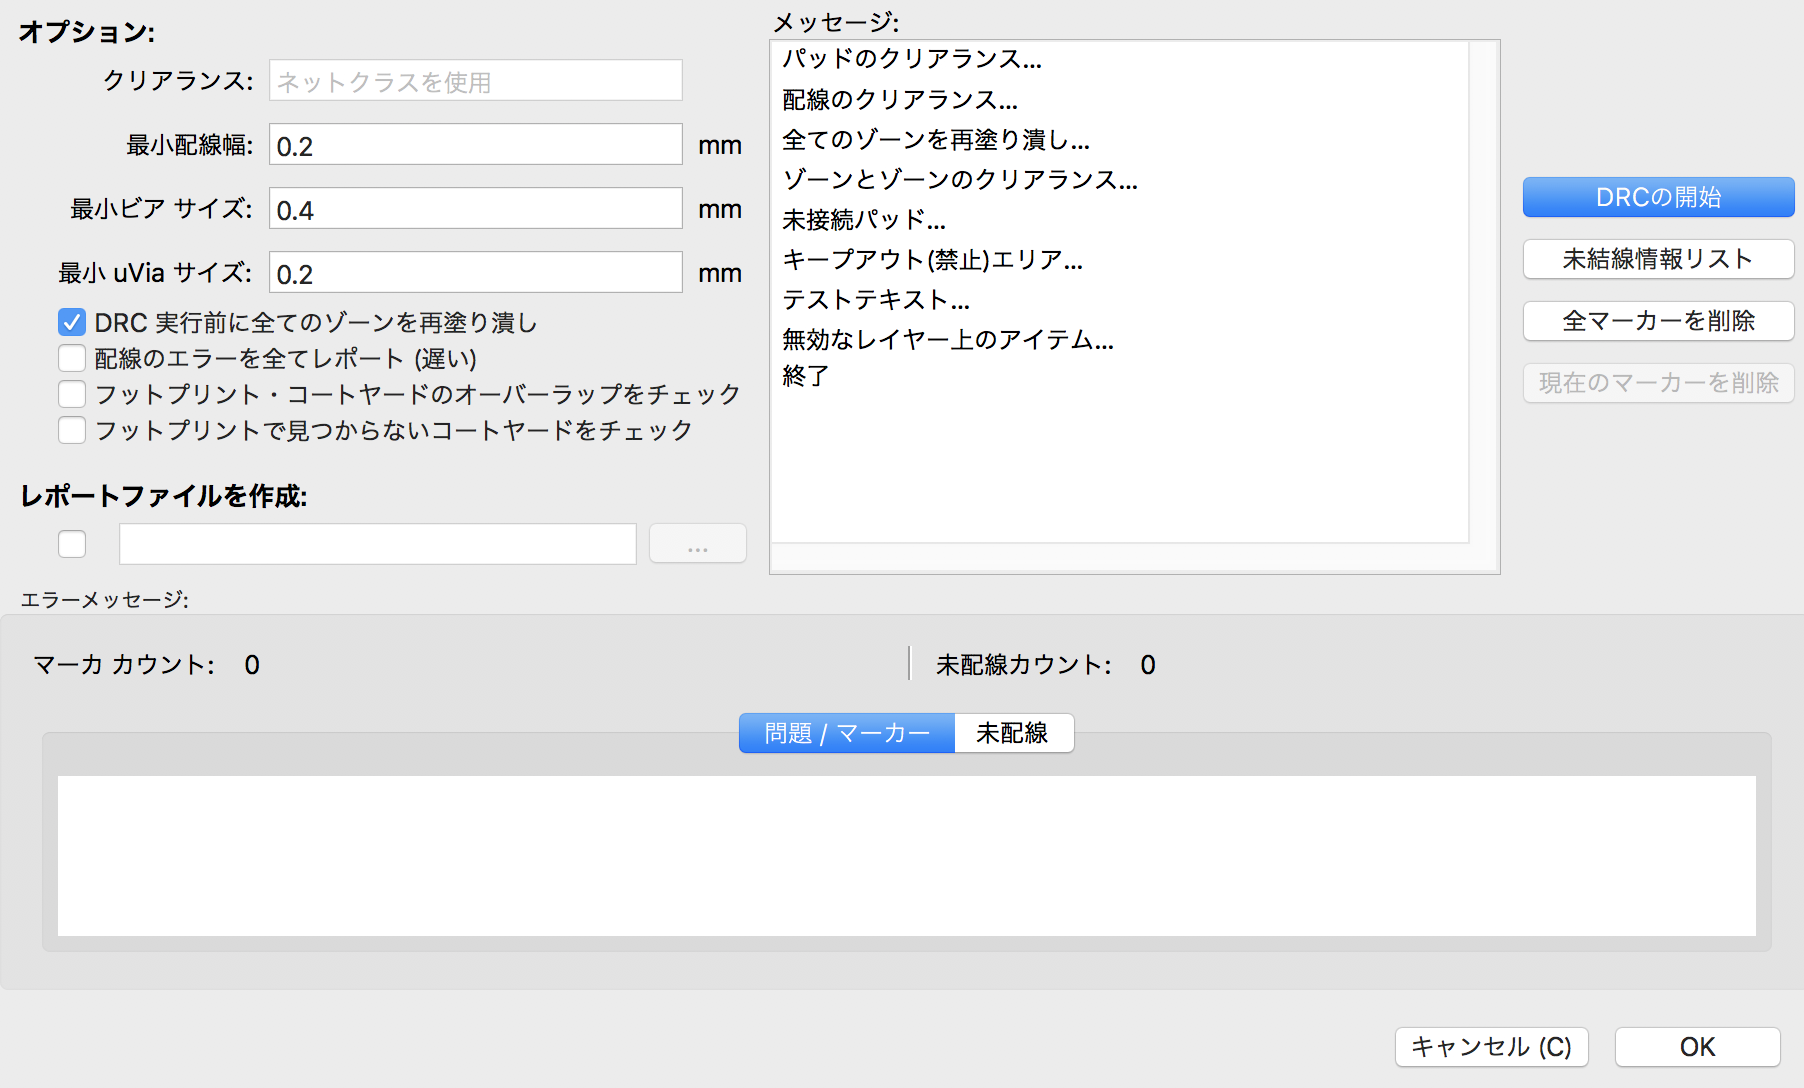 オプション:
クリアランス: ネットクラスを使用
最小配線幅: 0.2 mm
最小ビア サイズ: 0.4 mm
最小 uVia サイズ: 0.2 mm
DRC 実行前に全てのゾーンを再塗り潰し
配線のエラーを全てレポート (遅い)
フットプリント・コートヤードのオーバーラップをチェック
フットプリントで見つからないコートヤードをチェック
レポートファイルを作成:
...
メッセージ:
パッドのクリアランス...
配線のクリアランス...
全てのゾーンを再塗り潰し...
ゾーンとゾーンのクリアランス...
未接続パッド...
キープアウト(禁止)エリア...
テストテキスト...
無効なレイヤー上のアイテム...
終了
DRCの開始
未結線情報リスト
全マーカーを削除
現在のマーカーを削除
エラーメッセージ:
マーカ カウント: 0
未配線カウント: 0
問題 / マーカー 未配線
キャンセル (C) OK